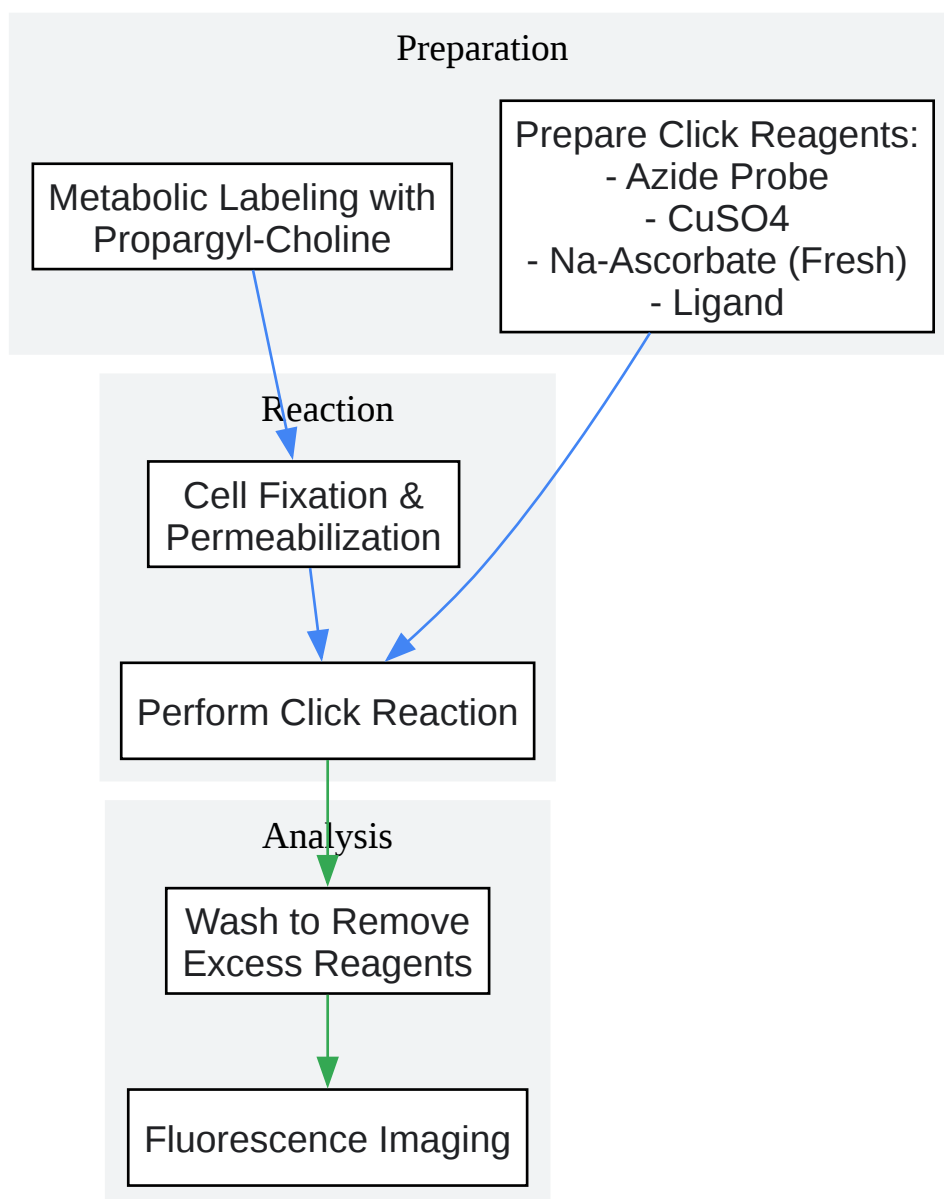 Preparation
Metabolic Labeling with
Propargyl-Choline
Prepare Click Reagents:
- Azide Probe
- CuSO4
- Na-Ascorbate (Fresh)
- Ligand
Reaction
Cell Fixation &
Permeabilization
Perform Click Reaction
Analysis
Wash to Remove
Excess Reagents
Fluorescence Imaging